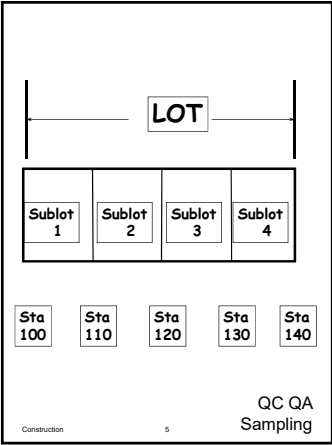 LOT
Sublot 1
Sublot 2
Sublot 3
Sublot 4
Sta 100
Sta 110
Sta 120
Sta 130
Sta 140
QC QA
Sampling
Construction
5